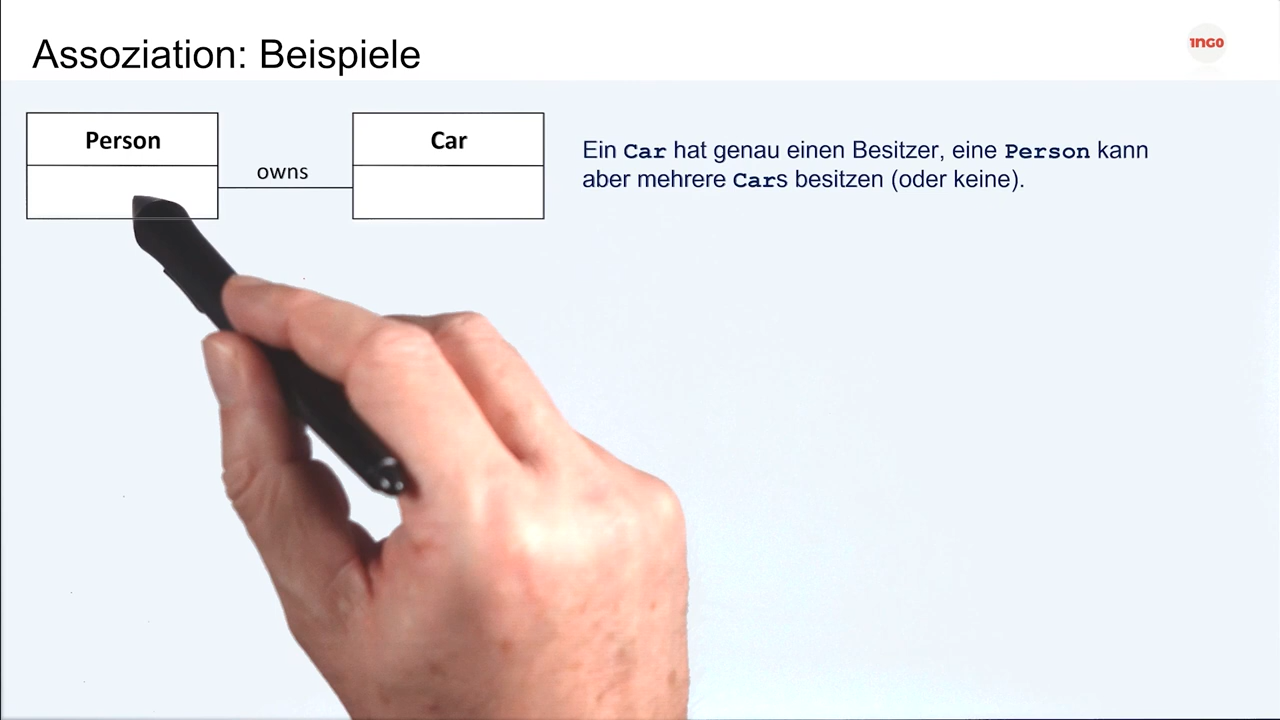 Assoziation: Beispiele
1NG0
Person
owns
Car
Ein Car hat genau einen Besitzer, eine Person kann
aber mehrere Cars besitzen (oder keine).